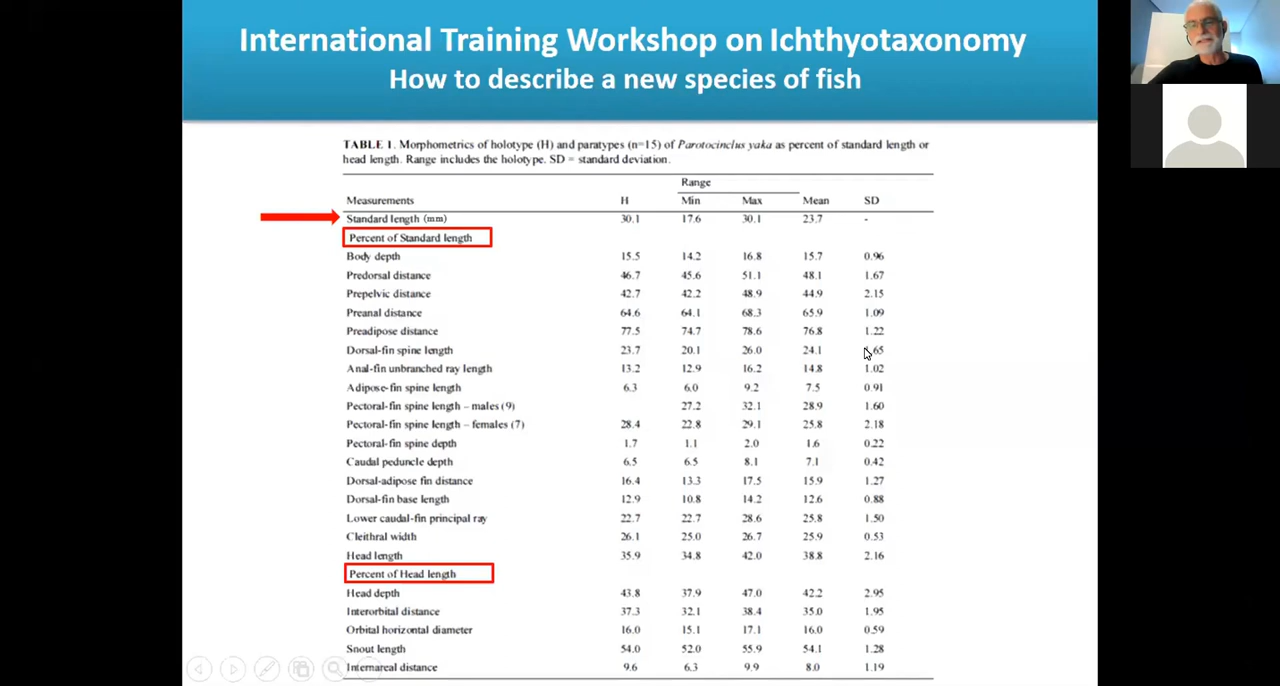 International Training Workshop on Ichthyotaxonomy
How to describe a new species of fish
TABLE 1. Morphometrics of holotype (H) and paratypes (n=15) of Parotocinclus yaka as percent of standard length or
head length. Range includes the holotype. SD = standard deviation.
Range
Measurements H Min Max Mean SD
Standard length (mm) 30.1 17.6 30.1 23.7 -
Percent of Standard length
Body depth 15.5 14.2 16.8 15.7 0.96
Predorsal distance 46.7 45.6 51.1 48.1 1.67
Prepelvic distance 42.7 42.2 48.9 44.9 2.15
Preanal distance 64.6 64.1 68.3 65.9 1.09
Preadipose distance 77.5 74.7 78.6 76.8 1.22
Dorsal-fin spine length 23.7 20.1 26.0 24.1
Anal-fin unbranched ray length 13.2 12.9 16.2 14.8 1.02
Adipose-fin spine length 6.3 6.0 9.2 7.5 0.91
Pectoral-fin spine length – males (9) 27.2 32.1 28.9 1.60
Pectoral-fin spine length – females (7) 28.4 22.8 29.1 25.8 2.18
Pectoral-fin spine depth 1.7 1.1 2.0 1.6 0.22
Caudal peduncle depth 6.5 6.5 8.1 7.1 0.42
Dorsal-adipose fin distance 16.4 13.3 17.5 15.9 1.27
Dorsal-fin base length 12.9 10.8 14.2 12.6 0.88
Lower caudal-fin principal ray 22.7 22.7 28.6 25.8 1.50
Cleithral width 26.1 25.0 26.7 25.9 0.53
Head length 35.9 34.8 42.0 38.8 2.16
Percent of Head length
Head depth 43.8 37.9 47.0 42.2 2.95
Interorbital distance 37.3 32.1 38.4 35.0 1.95
Orbital horizontal diameter 16.0 15.1 17.1 16.0 0.59
Snout length 54.0 52.0 55.9 54.1 1.28
Internareal distance 9.6 6.3 9.9 8.0 1.19